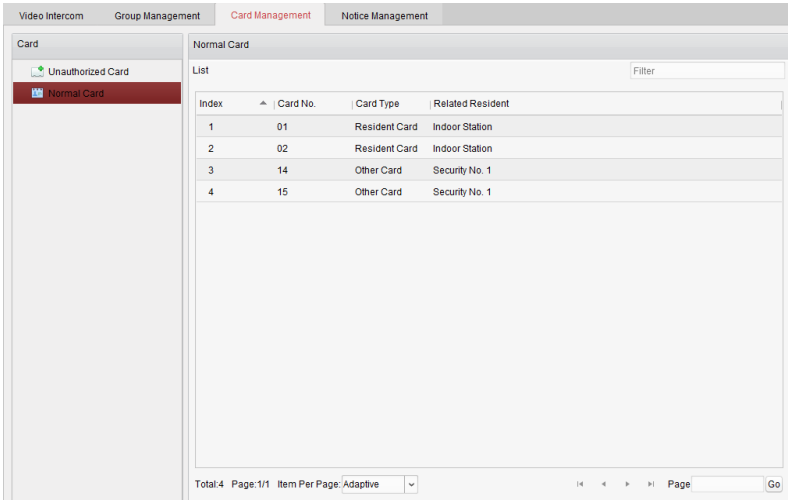 Video Intercom Group Management Card Management Notice Management
Card
Unauthorized Card
Normal Card
Normal Card
List Filter
Index Card No. Card Type Related Resident
1 01 Resident Card Indoor Station
2 02 Resident Card Indoor Station
3 14 Other Card Security No. 1
4 15 Other Card Security No. 1
Total:4 Page:1/1 Item Per Page: Adaptive Page Go